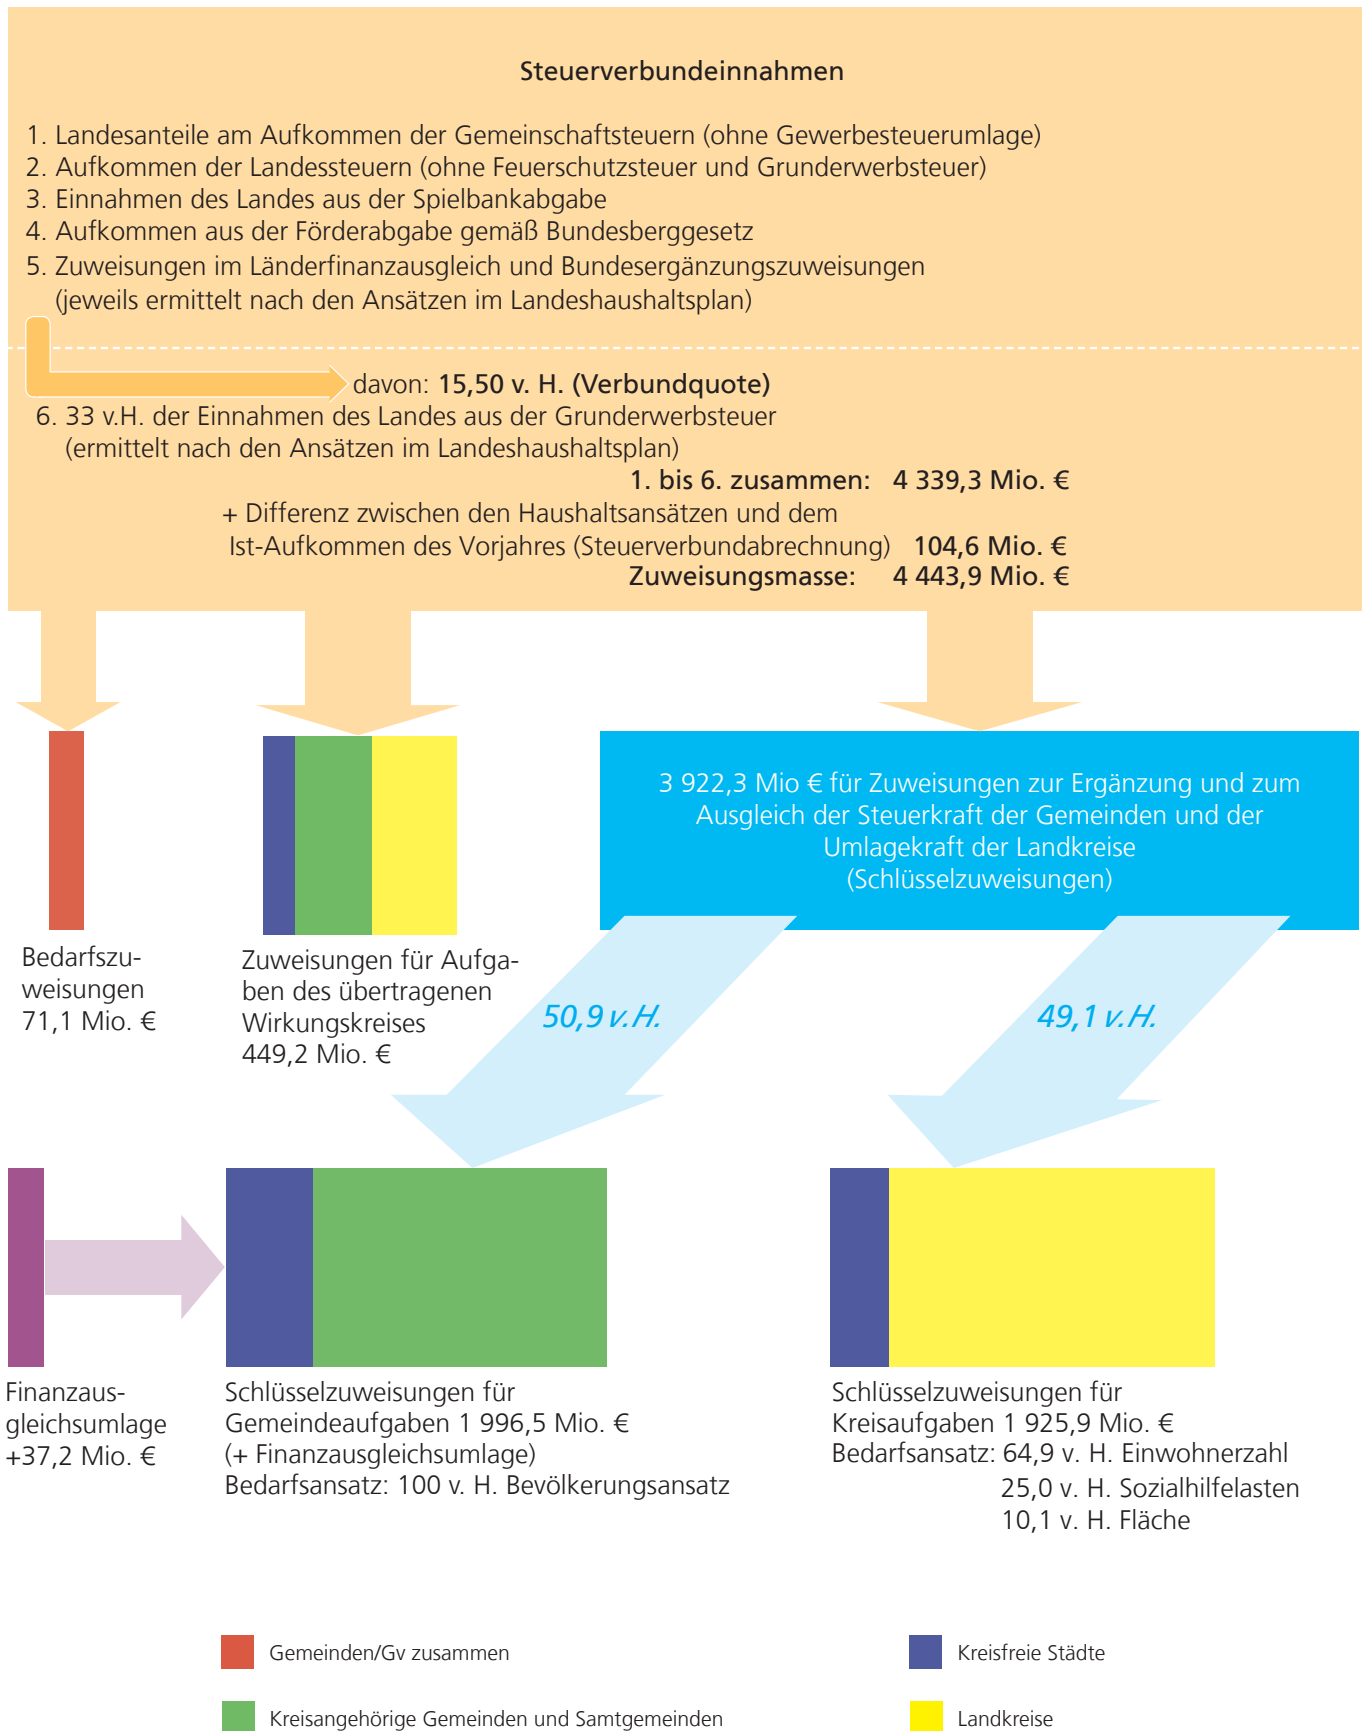 Steuerverbundeinnahmen
1. Landesanteile am Aufkommen der Gemeinschaftsteuern (ohne Gewerbesteuerumlage)
2. Aufkommen der Landessteuern (ohne Feuerschutzsteuer und Grunderwerbsteuer)
3. Einnahmen des Landes aus der Spielbankabgabe
4. Aufkommen aus der Förderabgabe gemäß Bundesberggesetz
5. Zuweisungen im Länderfinanzausgleich und Bundesergänzungszuweisungen
(jeweils ermittelt nach den Ansätzen im Landeshaushaltsplan)
davon: 15,50 v. H. (Verbundquote)
6. 33 v.H. der Einnahmen des Landes aus der Grunderwerbsteuer
(ermittelt nach den Ansätzen im Landeshaushaltsplan)
1. bis 6. zusammen: 4 339,3 Mio. €
+ Differenz zwischen den Haushaltsansätzen und dem
Ist-Aufkommen des Vorjahres (Steuerverbundabrechnung) 104,6 Mio. €
Zuweisungsmasse: 4 443,9 Mio. €
3 922,3 Mio € für Zuweisungen zur Ergänzung und zum
Ausgleich der Steuerkraft der Gemeinden und der
Umlagekraft der Landkreise
(Schlüsselzuweisungen)
Bedarfszu-
weisungen
71,1 Mio. €
Zuweisungen für Aufga-
ben des übertragenen
Wirkungskreises
449,2 Mio. €
50,9 v.H.
49,1 v.H.
Finanzaus-
gleichsumlage
+37,2 Mio. €
Schlüsselzuweisungen für
Gemeindeaufgaben 1 996,5 Mio. €
(+ Finanzausgleichsumlage)
Bedarfsansatz: 100 v. H. Bevölkerungsansatz
Schlüsselzuweisungen für
Kreisaufgaben 1 925,9 Mio. €
Bedarfsansatz: 64,9 v. H. Einwohnerzahl
25,0 v. H. Sozialhilfelasten
10,1 v. H. Fläche
Gemeinden/Gv zusammen
Kreisfreie Städte
Kreisangehörige Gemeinden und Samtgemeinden
Landkreise